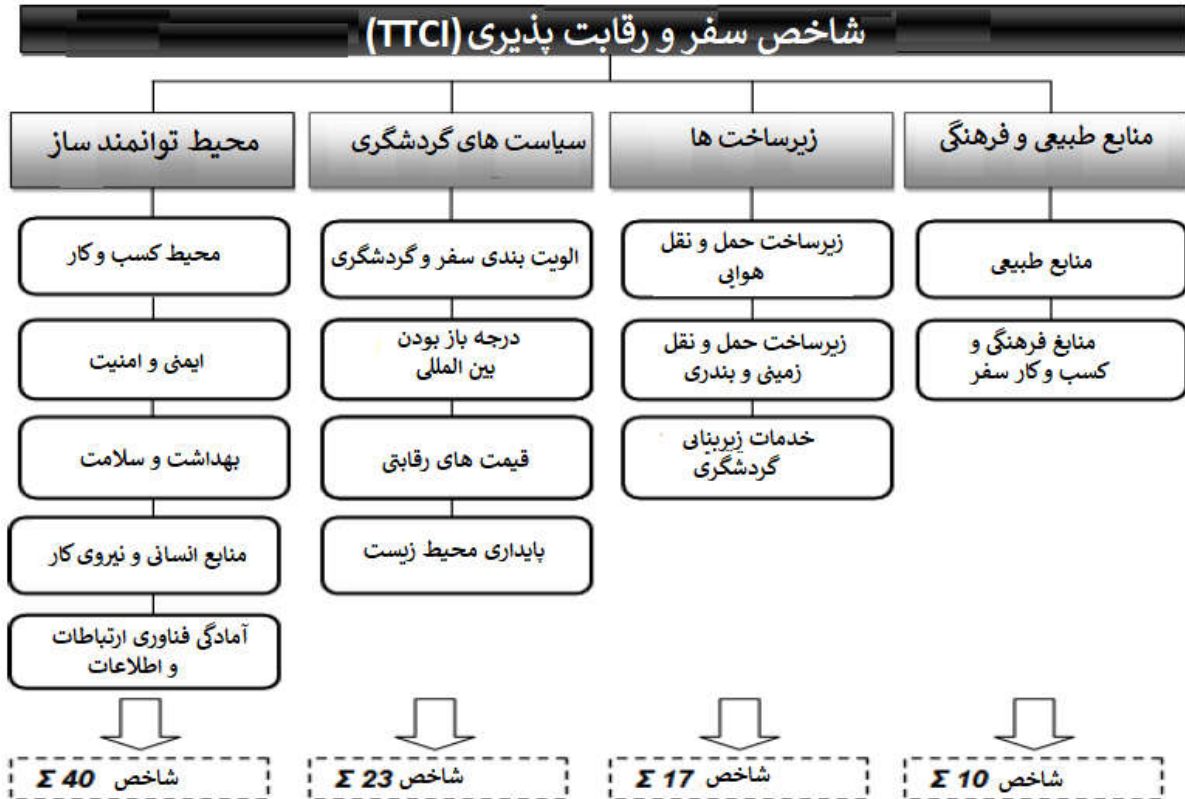 شاخص سفر و رقابت پذیری (TTCI)
منابع طبیعی و فرهنگی
زیرساخت ها
سیاست های گردشگری
محیط توانمند ساز
منابع طبیعی
منابغ فرهنگی و
کسب و کار سفر
زیرساخت حمل و نقل
هوایی
زیرساخت حمل و نقل
زمینی و بندری
خدمات زیربنایی
گردشگری
الویت بندی سفر و گردشگری
درجه باز بودن
بین المللی
قیمت های رقابتی
پایداری محیط زیست
محیط کسب و کار
ایمنی و امنیت
بهداشت و سلامت
منابع انسانی و نیروی کار
آمادگی فناوری ارتباطات
و اطلاعات
شاخص Σ 10
شاخص Σ 17
شاخص Σ 23
شاخص Σ 40